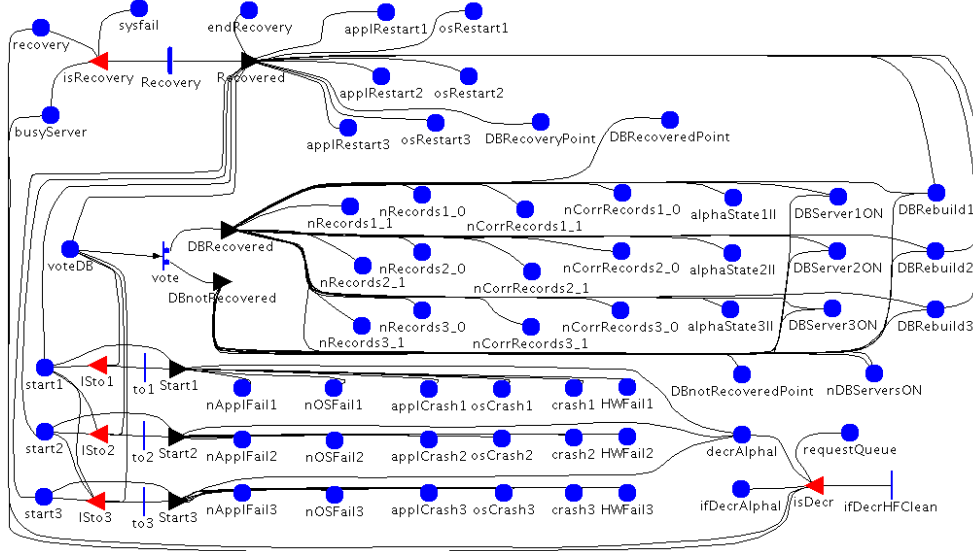 sysfail
recovery
endRecovery
applRestart1
osRestart1
isRecovery
Recovery
Recovered
applRestart2
osRestart2
busyServer
applRestart3
osRestart3
DBRecoveryPoint
DBRecoveredPoint
nRecords1_1
nRecords1_0
nCorrRecords1_1
nCorrRecords1_0
alphaState1II
DBServer1ON
DBRebuild1
DBRecovered
voteDB
vote
nRecords2_1
nRecords2_0
nCorrRecords2_1
nCorrRecords2_0
alphaState2II
DBServer2ON
DBRebuild2
DBnotRecovered
nRecords3_1
nRecords3_0
nCorrRecords3_1
nCorrRecords3_0
alphaState3II
DBServer3ON
DBRebuild3
start1
ISto1
to1
Start1
nApplFail1
nOSFail1
applCrash1
osCrash1
crash1
HWFail1
DBnotRecoveredPoint
nDBServersON
start2
ISto2
to2
Start2
nApplFail2
nOSFail2
applCrash2
osCrash2
crash2
HWFail2
decrAlphal
requestQueue
start3
ISto3
to3
Start3
nApplFail3
nOSFail3
applCrash3
osCrash3
crash3
HWFail3
ifDecrAlphal
isDecr
ifDecrHFClean